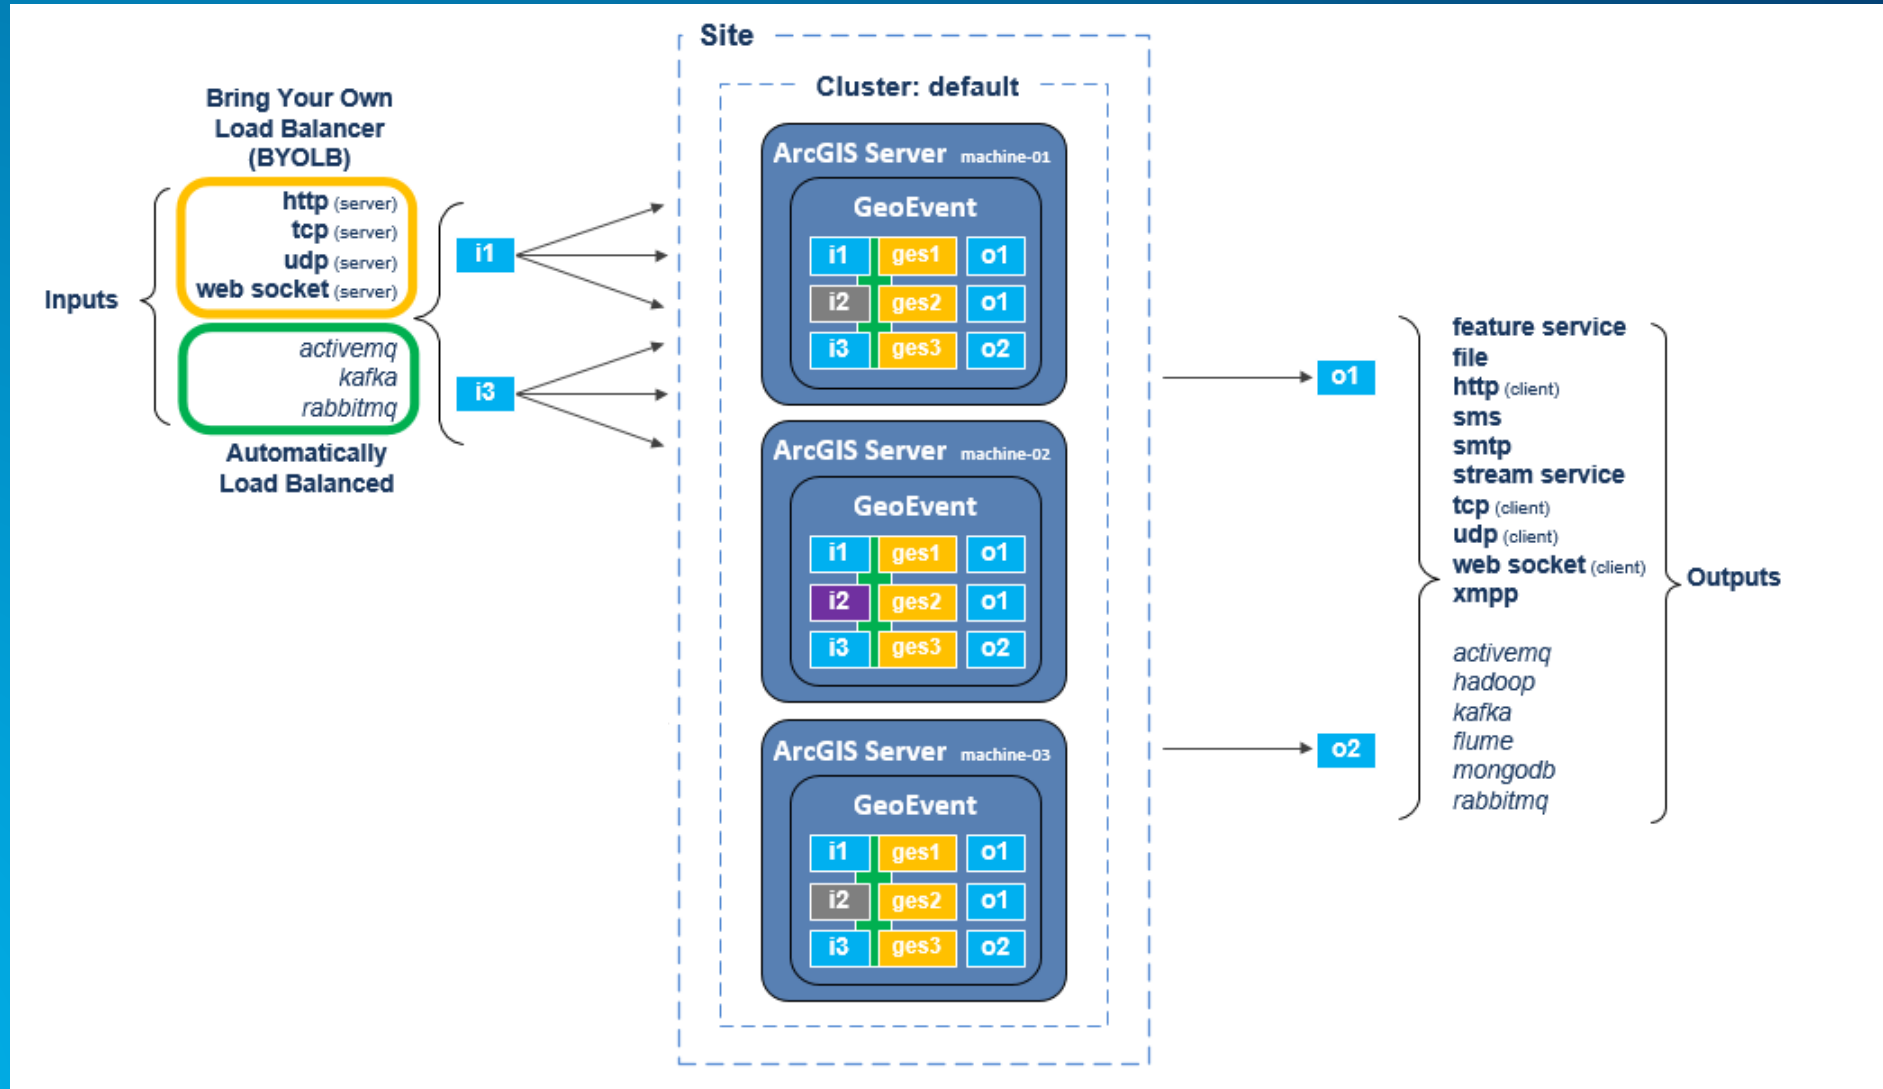 Site
Cluster: default
Bring Your Own
Load Balancer
(BYOLB)
Inputs
http (server)
tcp (server)
udp (server)
web socket (server)
activemq
kafka
rabbitmq
Automatically
Load Balanced
i1
i3
ArcGIS Server machine-01
GeoEvent
i1 ges1 o1
i2 ges2 o1
i3 ges3 o2
ArcGIS Server machine-02
GeoEvent
i1 ges1 o1
i2 ges2 o1
i3 ges3 o2
ArcGIS Server machine-03
GeoEvent
i1 ges1 o1
i2 ges2 o1
i3 ges3 o2
o1
o2
feature service
file
http (client)
sms
smtp
stream service
tcp (client)
udp (client)
web socket (client)
xmpp
activemq
hadoop
kafka
flume
mongodb
rabbitmq
Outputs